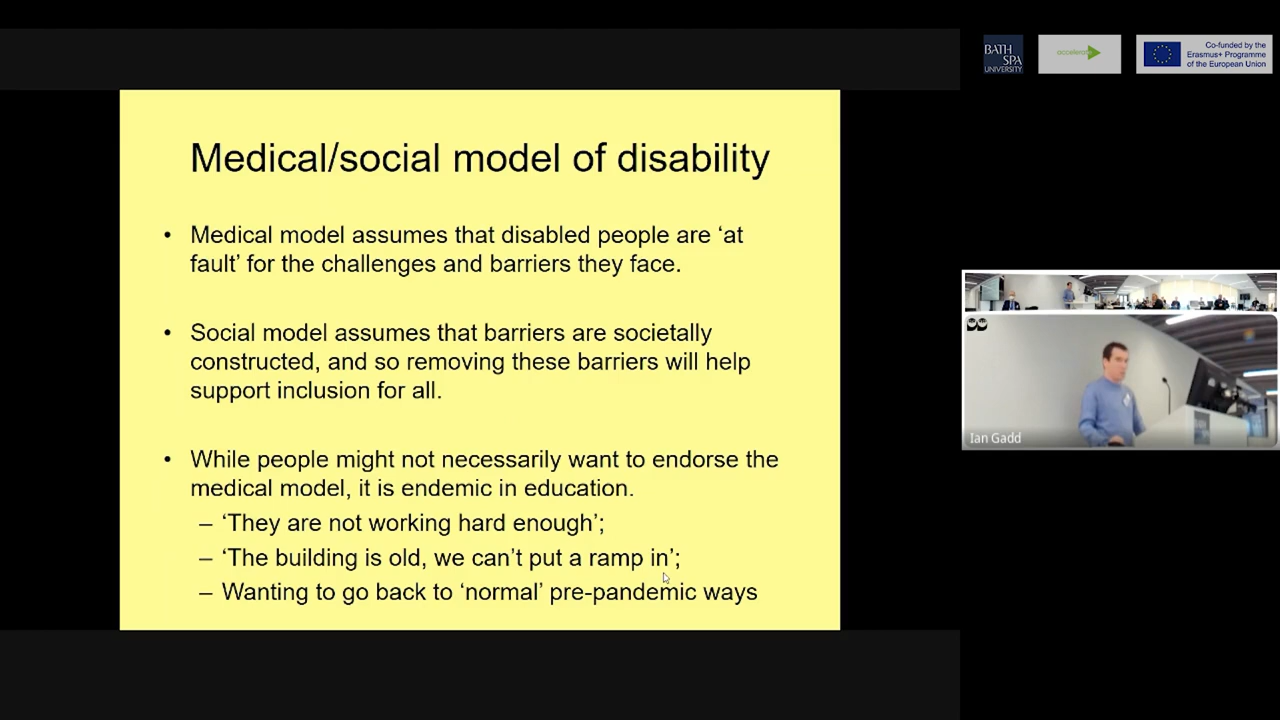 Medical/social model of disability
• Medical model assumes that disabled people are ‘at
fault’ for the challenges and barriers they face.
• Social model assumes that barriers are societally
constructed, and so removing these barriers will help
support inclusion for all.
• While people might not necessarily want to endorse the
medical model, it is endemic in education.
– ‘They are not working hard enough’;
– ‘The building is old, we can’t put a ramp in’;
– Wanting to go back to ‘normal’ pre-pandemic ways
BATH
SPA
UNIVERSITY
accelerate
Co-funded by the
Erasmus+ Programme
of the European Union
Ian Gadd